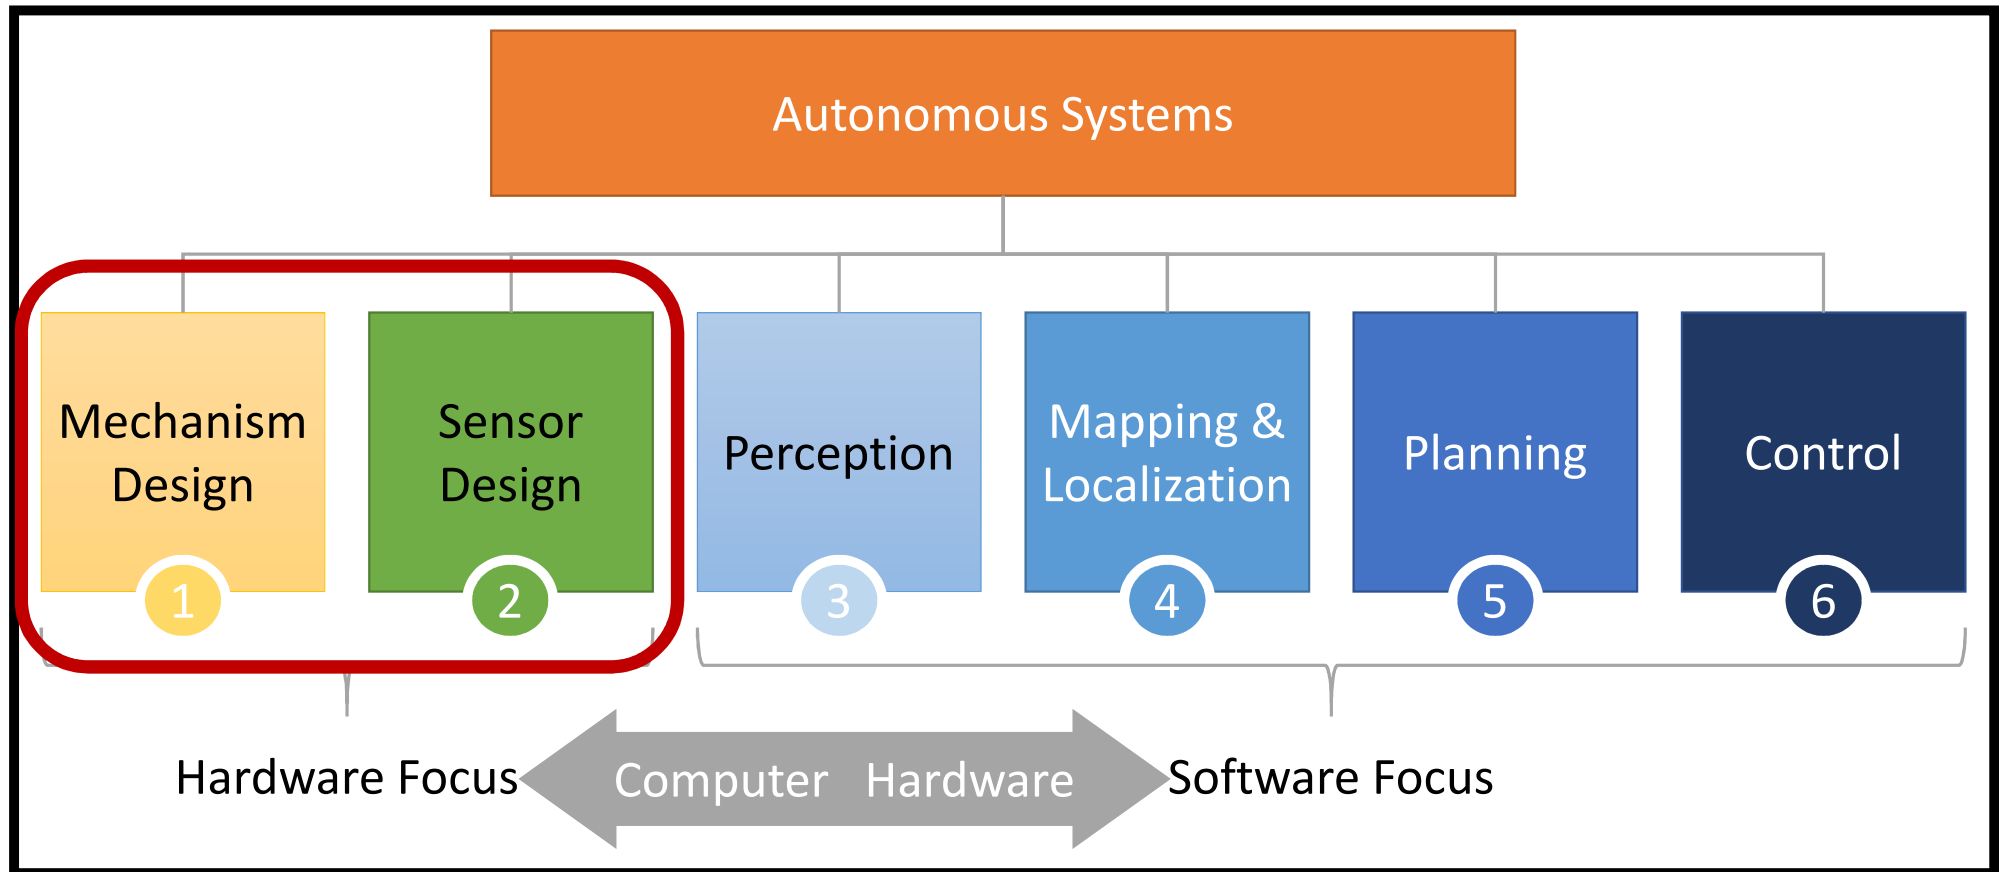 Autonomous Systems
Mechanism
Design
Sensor
Design
Perception
Mapping &
Localization
Planning
Control
1
2
3
4
5
6
Hardware Focus
Computer Hardware
Software Focus